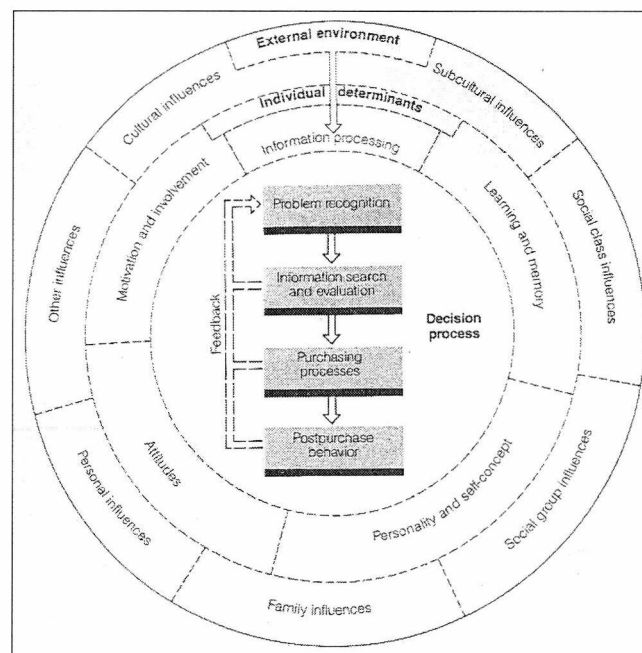 External environment
Cultural influences
Subcultural influences
Individual determinants
Information processing
Motivation and involvement
Learning and memory
Social class influences
Other influences
Problem recognition
Information search
and evaluation
Feedback
Decision
process
Purchasing
processes
Postpurchase
behavior
Attitudes
Personality and self-concept
Personal influences
Social group influences
Family influences